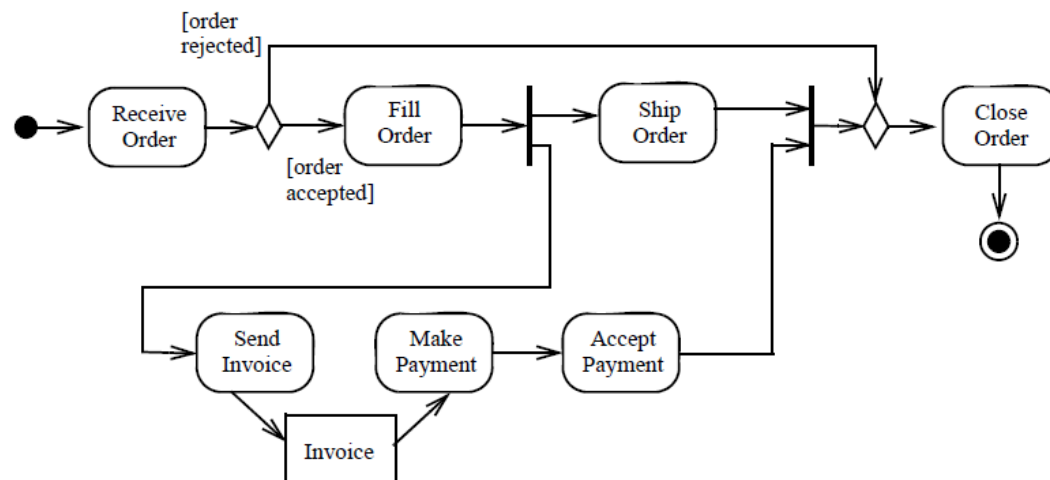 [order
rejected]
Receive
Order
Fill
Order
Ship
Order
Close
Order
[order
accepted]
Send
Invoice
Make
Payment
Accept
Payment
Invoice